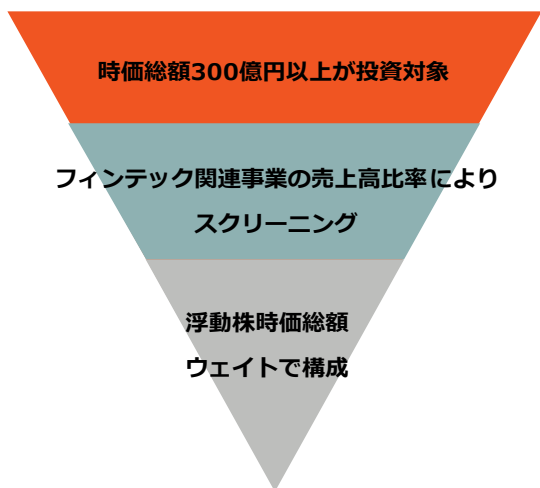 時価総額300億円以上が投資対象
フィンテック関連事業の売上高比率により
スクリーニング
浮動株時価総額
ウェイトで構成